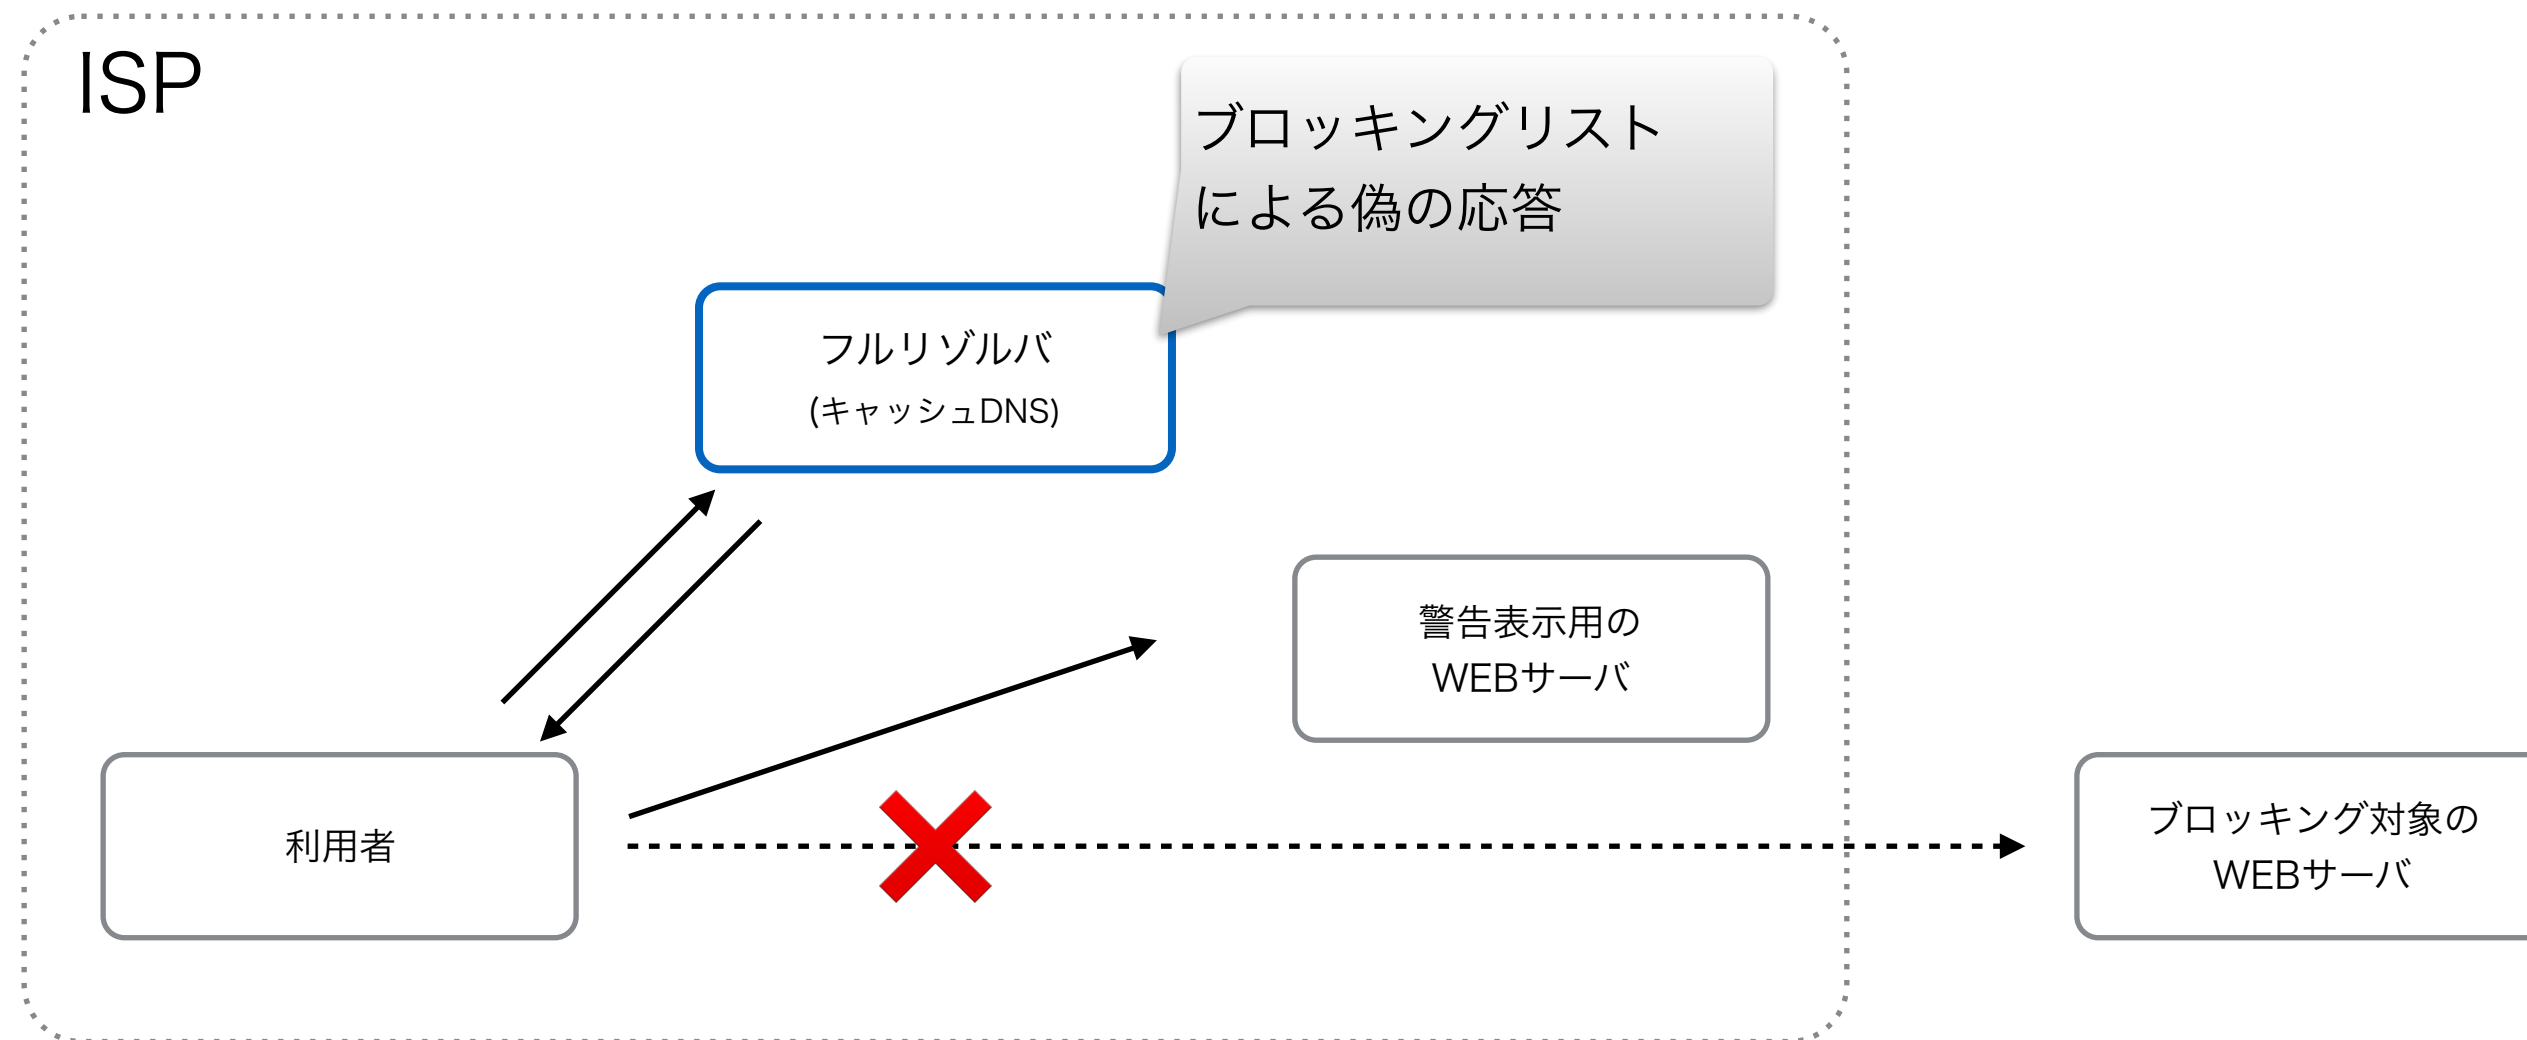 ISP
ブロッキングリスト
による偽の応答
フルリゾルバ
(キャッシュDNS)
警告表示用の
WEBサーバ
利用者
ブロッキング対象の
WEBサーバ